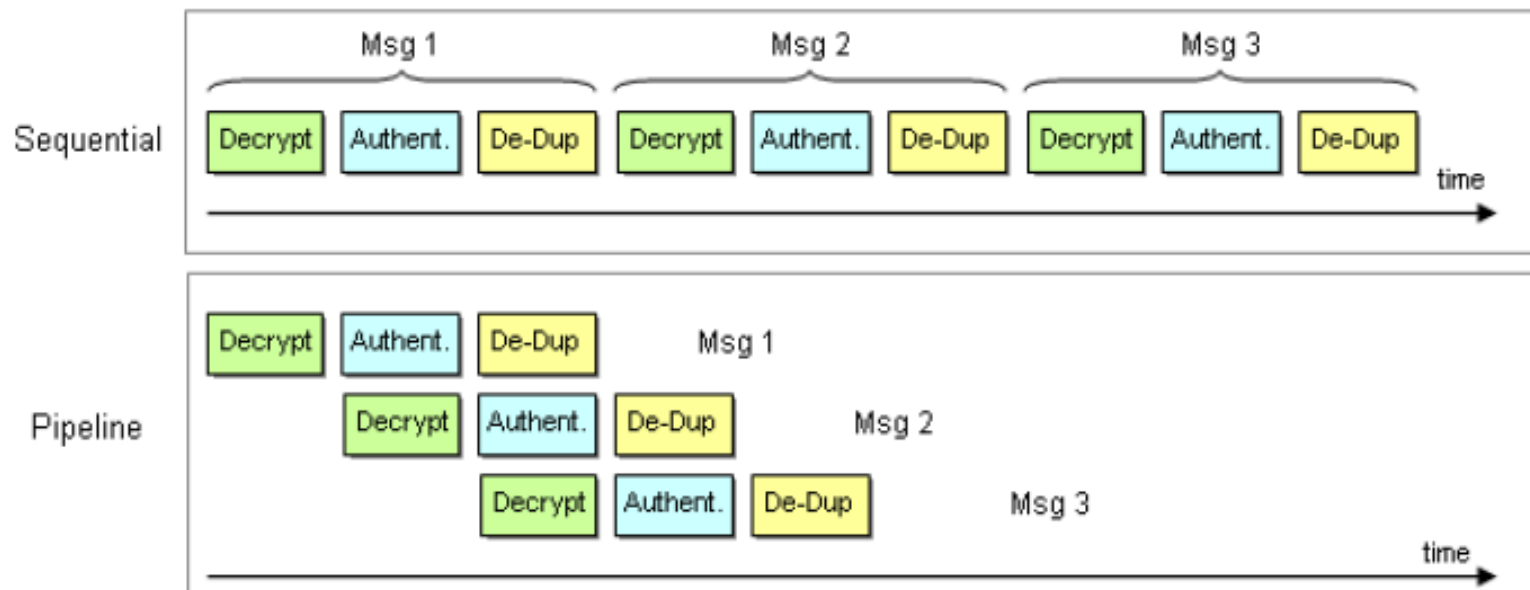 Msg 1 Msg 2 Msg 3
Sequential Decrypt Authent. De-Dup Decrypt Authent. De-Dup Decrypt Authent. De-Dup
time
Decrypt Authent. De-Dup Msg 1
Pipeline Decrypt Authent. De-Dup Msg 2
Decrypt Authent. De-Dup Msg 3
time